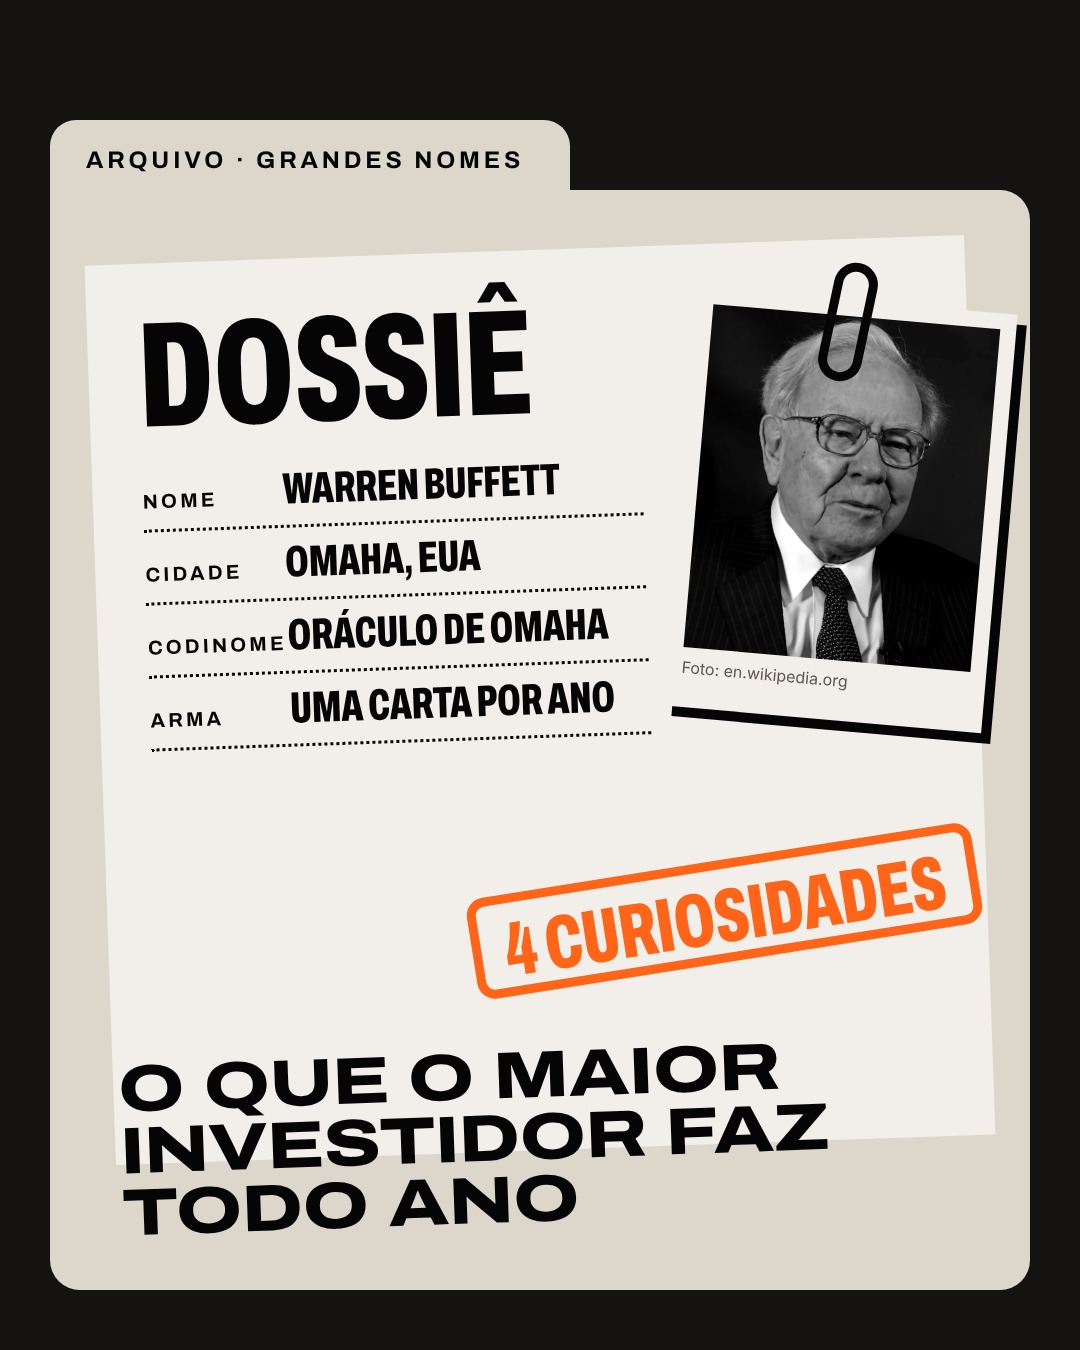 ARQUIVO · GRANDES NOMES
DOSSIÊ
NOME WARREN BUFFETT
CIDADE OMAHA, EUA
CODINOME ORÁCULO DE OMAHA
ARMA UMA CARTA POR ANO
Foto: en.wikipedia.org
4 CURIOSIDADES
O QUE O MAIOR
INVESTIDOR FAZ
TODO ANO